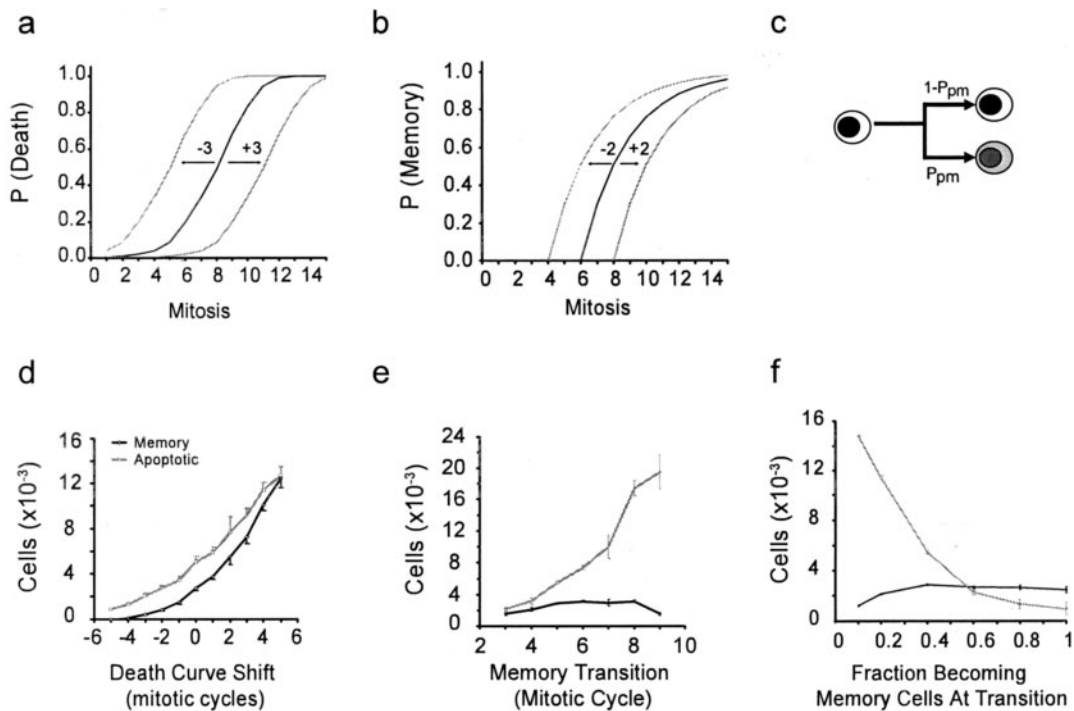 a
P (Death)
1.0
0.8
0.6
0.4
0.2
0.0
-3 +3
0 2 4 6 8 10 12 14
Mitosis
b
P (Memory)
1.0
0.8
0.6
0.4
0.2
0.0
-2 +2
0 2 4 6 8 10 12 14
Mitosis
c
1-Ppm
Ppm
d
Cells (x10⁻³)
16
12
8
4
0
Memory
Apoptotic
-6 -4 -2 0 2 4 6
Death Curve Shift
(mitotic cycles)
e
Cells (x10⁻³)
24
20
16
12
8
4
0
2 4 6 8 10
Memory Transition
(Mitotic Cycle)
f
Cells (x10⁻³)
16
12
8
4
0
0 0.2 0.4 0.6 0.8 1
Fraction Becoming
Memory Cells At Transition